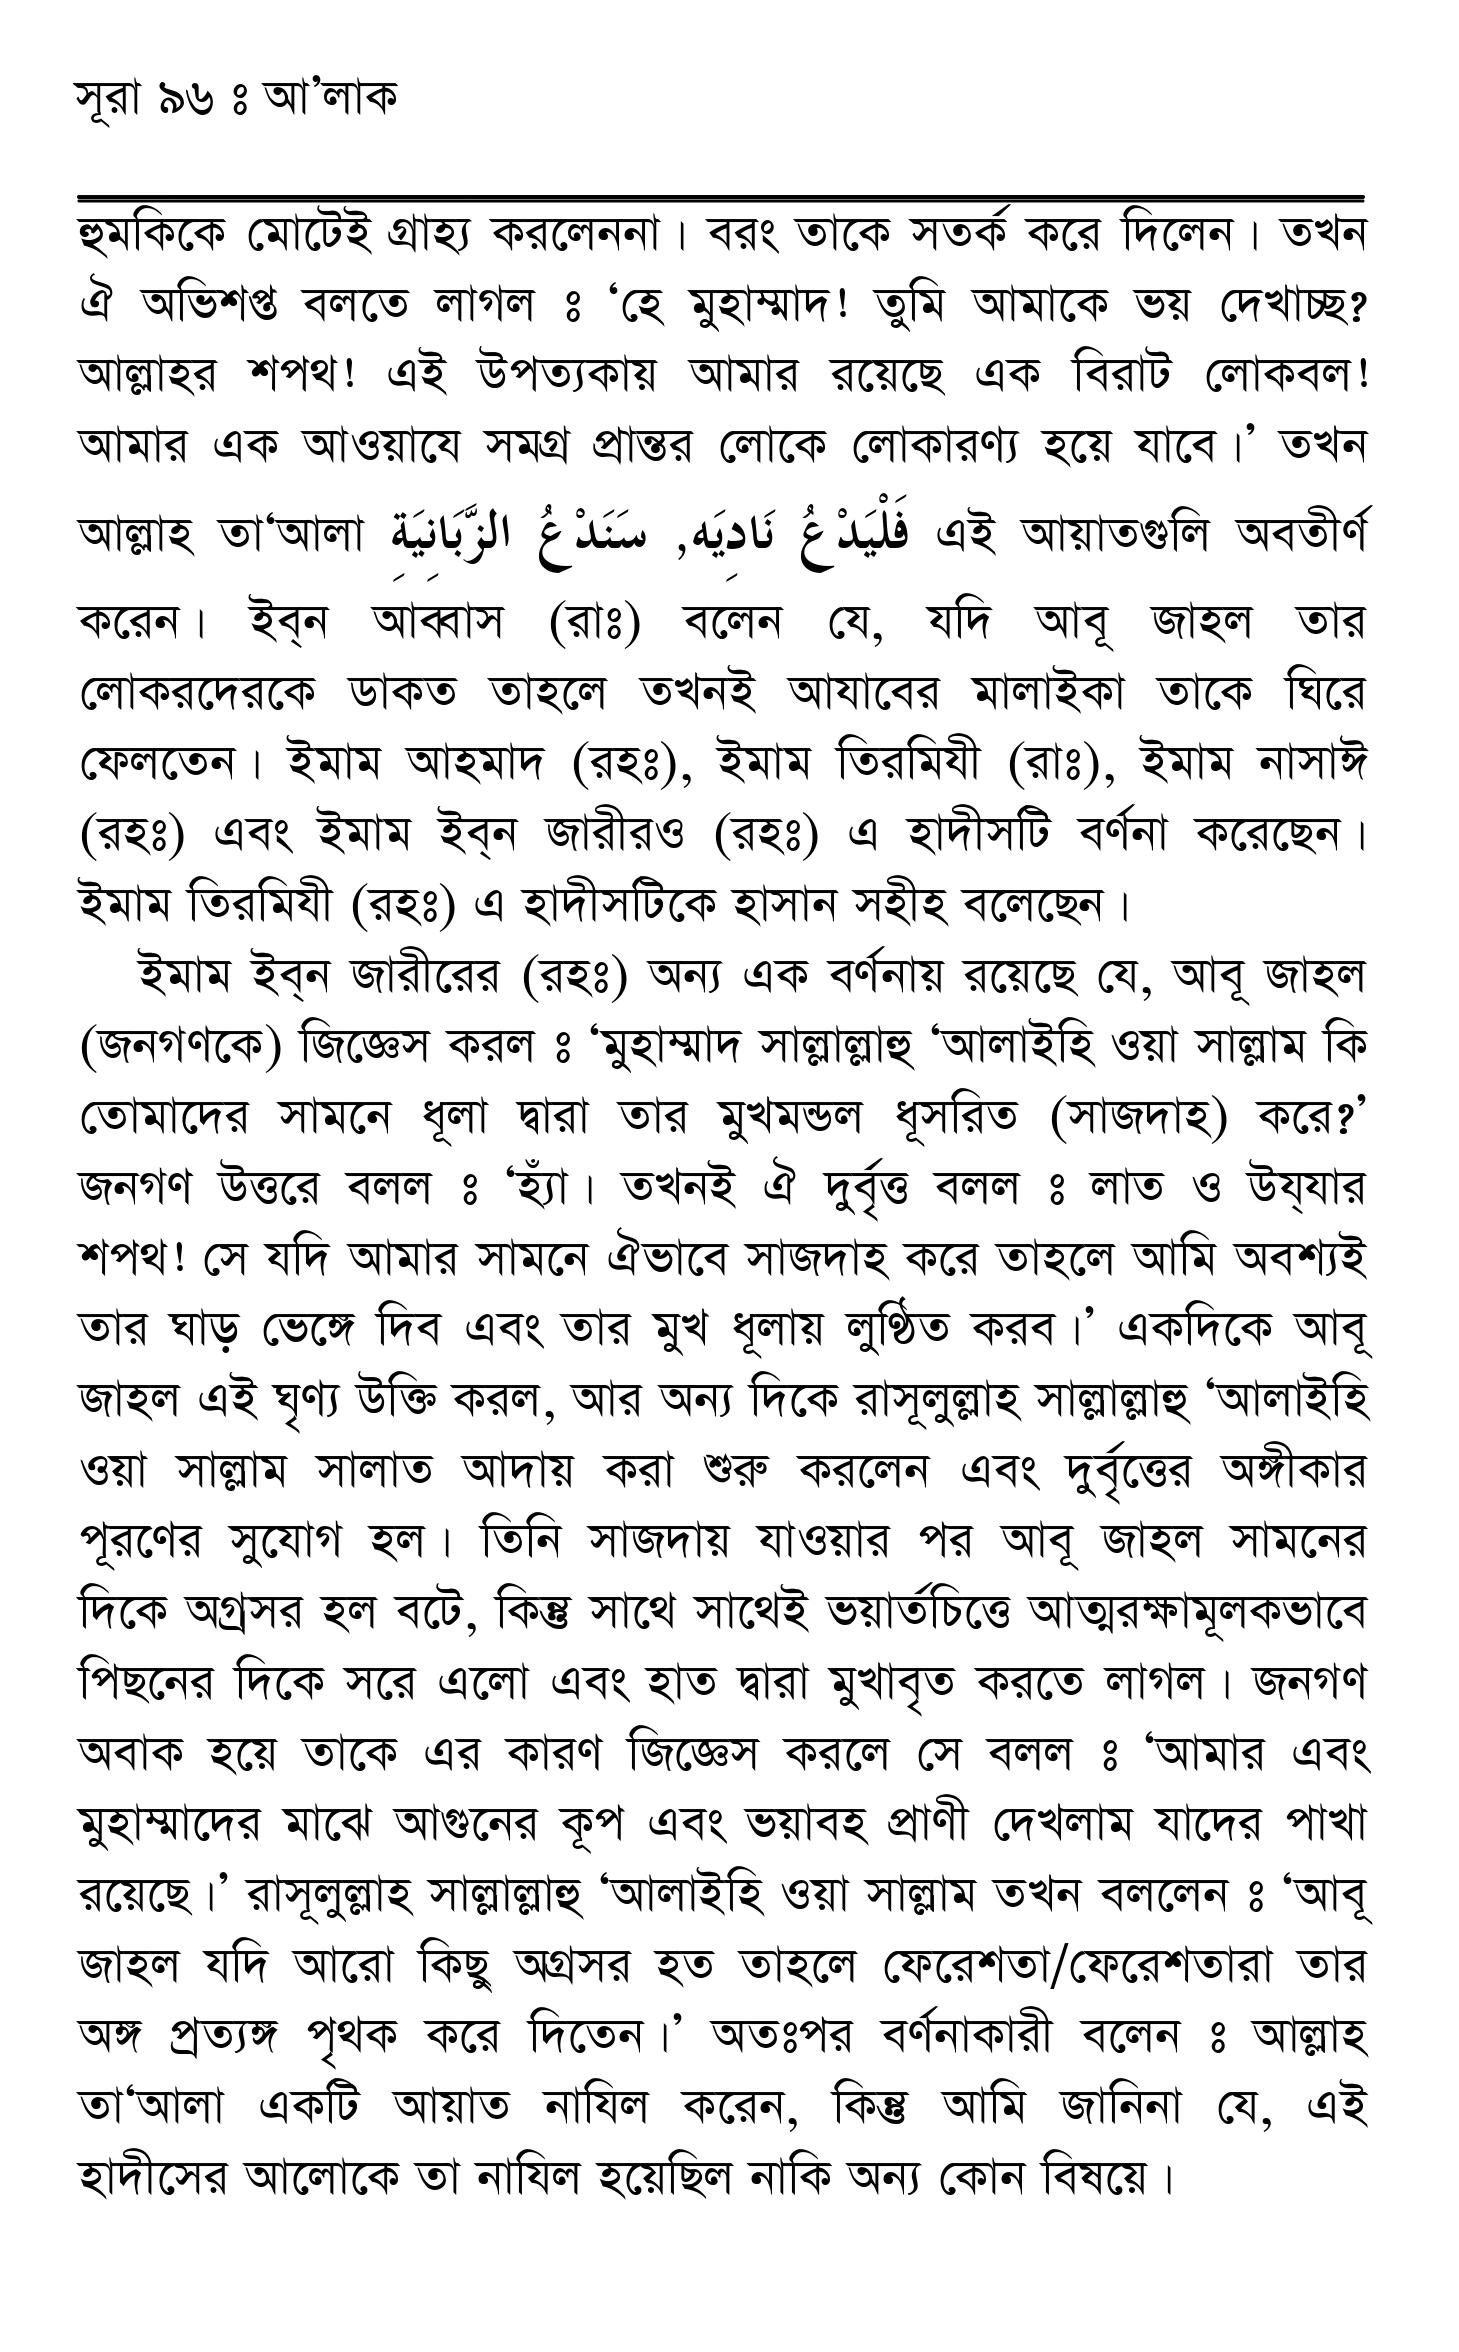 সূরা ৯৬ ঃ আ’লাক
হুমকিকে মোটেই গ্রাহ্য করলেননা। বরং তাকে সতর্ক করে দিলেন। তখন
ঐ অভিশপ্ত বলতে লাগল ঃ ‘হে মুহাম্মাদ! তুমি আমাকে ভয় দেখাচ্ছ?
আল্লাহর শপথ! এই উপত্যকায় আমার রয়েছে এক বিরাট লোকবল!
আমার এক আওয়াযে সমগ্র প্রান্তর লোকে লোকারণ্য হয়ে যাবে।’ তখন
আল্লাহ তা‘আলা فَلْيَدْعُ نَادِيَه, سَنَدْعُ الزَّبَانِيَةِ এই আয়াতগুলি অবতীর্ণ
করেন। ইব্‌ন আব্বাস (রাঃ) বলেন যে, যদি আবূ জাহল তার
লোকরদেরকে ডাকত তাহলে তখনই আযাবের মালাইকা তাকে ঘিরে
ফেলতেন। ইমাম আহমাদ (রহঃ), ইমাম তিরমিযী (রাঃ), ইমাম নাসাঈ
(রহঃ) এবং ইমাম ইব্‌ন জারীরও (রহঃ) এ হাদীসটি বর্ণনা করেছেন।
ইমাম তিরমিযী (রহঃ) এ হাদীসটিকে হাসান সহীহ বলেছেন।
ইমাম ইব্‌ন জারীরের (রহঃ) অন্য এক বর্ণনায় রয়েছে যে, আবূ জাহল
(জনগণকে) জিজ্ঞেস করল ঃ ‘মুহাম্মাদ সাল্লাল্লাহু ‘আলাইহি ওয়া সাল্লাম কি
তোমাদের সামনে ধূলা দ্বারা তার মুখমন্ডল ধূসরিত (সাজদাহ) করে?’
জনগণ উত্তরে বলল ঃ ‘হ্যাঁ। তখনই ঐ দুর্বৃত্ত বলল ঃ লাত ও উয্‌যার
শপথ! সে যদি আমার সামনে ঐভাবে সাজদাহ করে তাহলে আমি অবশ্যই
তার ঘাড় ভেঙ্গে দিব এবং তার মুখ ধূলায় লুণ্ঠিত করব।’ একদিকে আবূ
জাহল এই ঘৃণ্য উক্তি করল, আর অন্য দিকে রাসূলুল্লাহ সাল্লাল্লাহু ‘আলাইহি
ওয়া সাল্লাম সালাত আদায় করা শুরু করলেন এবং দুর্বৃত্তের অঙ্গীকার
পূরণের সুযোগ হল। তিনি সাজদায় যাওয়ার পর আবূ জাহল সামনের
দিকে অগ্রসর হল বটে, কিন্তু সাথে সাথেই ভয়ার্তচিত্তে আত্মরক্ষামূলকভাবে
পিছনের দিকে সরে এলো এবং হাত দ্বারা মুখাবৃত করতে লাগল। জনগণ
অবাক হয়ে তাকে এর কারণ জিজ্ঞেস করলে সে বলল ঃ ‘আমার এবং
মুহাম্মাদের মাঝে আগুনের কূপ এবং ভয়াবহ প্রাণী দেখলাম যাদের পাখা
রয়েছে।’ রাসূলুল্লাহ সাল্লাল্লাহু ‘আলাইহি ওয়া সাল্লাম তখন বললেন ঃ ‘আবূ
জাহল যদি আরো কিছু অগ্রসর হত তাহলে ফেরেশতা/ফেরেশতারা তার
অঙ্গ প্রত্যঙ্গ পৃথক করে দিতেন।’ অতঃপর বর্ণনাকারী বলেন ঃ আল্লাহ
তা‘আলা একটি আয়াত নাযিল করেন, কিন্তু আমি জানিনা যে, এই
হাদীসের আলোকে তা নাযিল হয়েছিল নাকি অন্য কোন বিষয়ে।